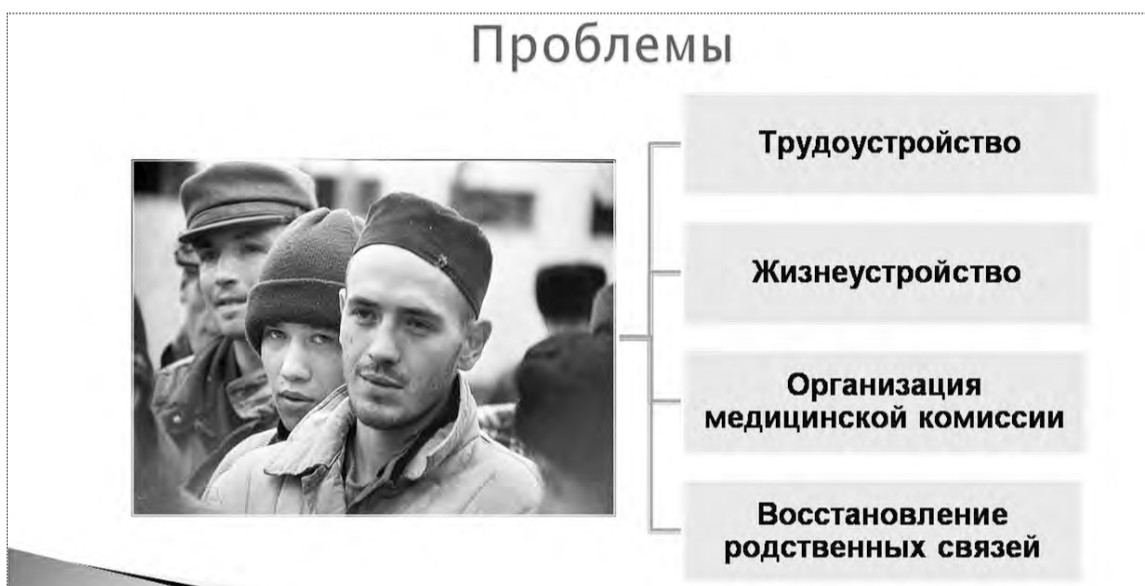 Проблемы
Трудоустройство
Жизнеустройство
Организация
медицинской комиссии
Восстановление
родственных связей